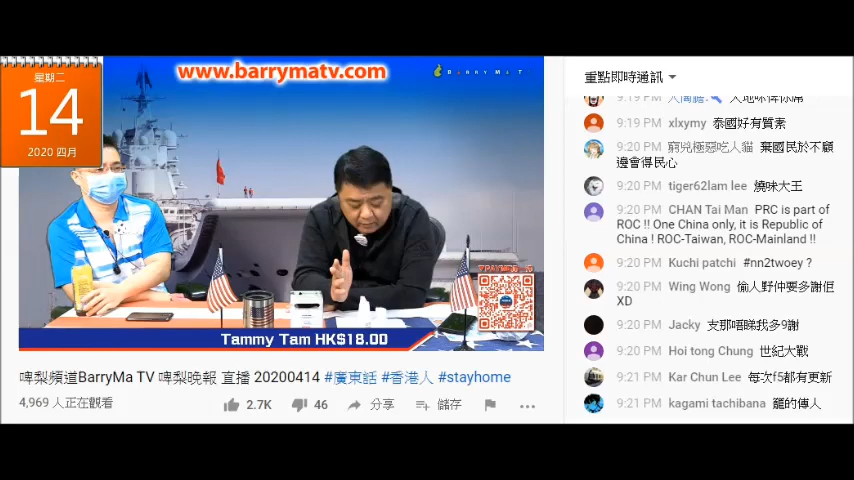 星期二
14
2020 四月
www.barrymatv.com
BARRY MA T
Tammy Tam HK$18.00
啤梨頻道BarryMa TV 啤梨晚報 直播 20200414 #廣東話 #香港人 #stayhome
4,969 人正在觀看
2.7K
46
分享
儲存
重點即時通訊
9:19 PM
9:19 PM xlxymy 泰國好有質素
9:20 PM 窮兇極惡吃人貓 棄國民於不顧
邊會得民心
9:20 PM tiger62lam lee 燒味大王
9:20 PM CHAN Tai Man PRC is part of
ROC !! One China only, it is Republic of
China ! ROC-Taiwan, ROC-Mainland !!
9:20 PM Kuchi patchi #nn2twoey ?
9:20 PM Wing Wong 偷人野仲要多謝佢
XD
9:20 PM Jacky 支那唔睇我多9謝
9:20 PM Hoi tong Chung 世紀大戰
9:21 PM Kar Chun Lee 每次f5都有更新
9:21 PM kagami tachibana 龍的傳人